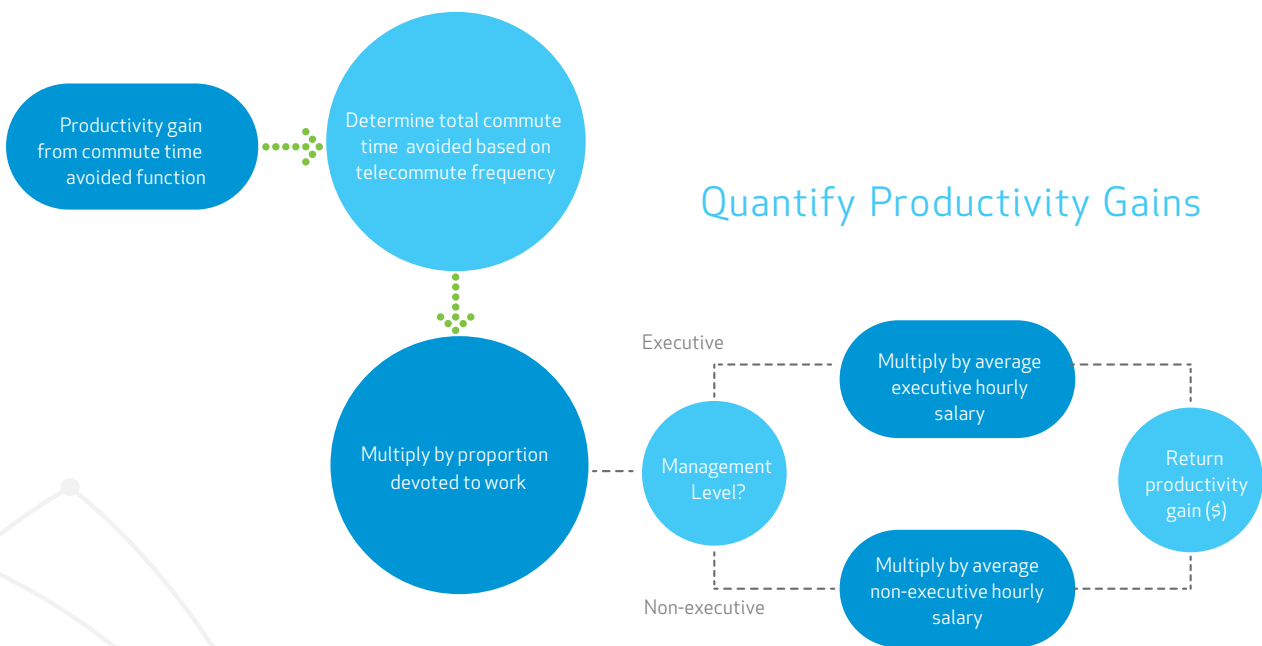 Productivity gain
from commute time
avoided function
Determine total commute
time avoided based on
telecommute frequency
Quantify Productivity Gains
Multiply by proportion
devoted to work
Management
Level?
Executive
Multiply by average
executive hourly
salary
Non-executive
Multiply by average
non-executive hourly
salary
Return
productivity
gain ($)